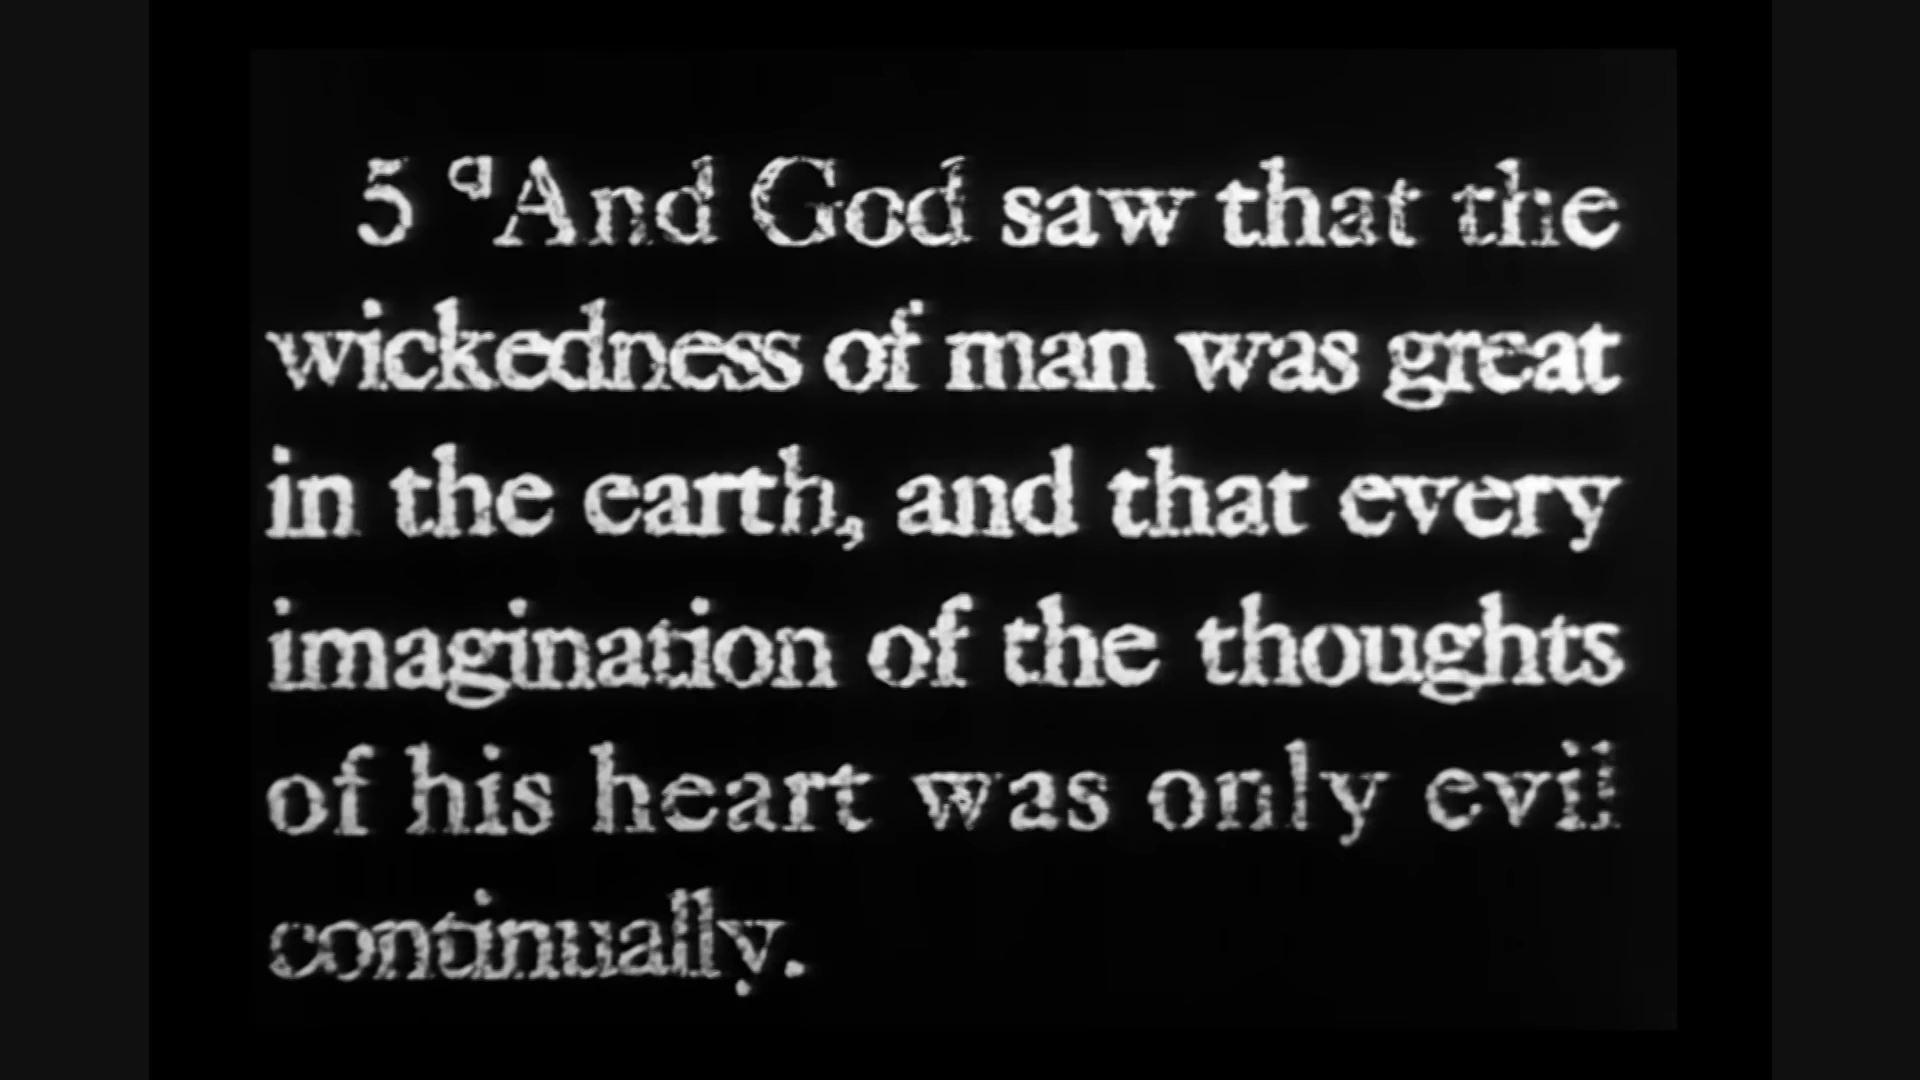 5 qAnd God saw that the
wickedness of man was great
in the earth, and that every
imagination of the thoughts
of his heart was only evil
continually.